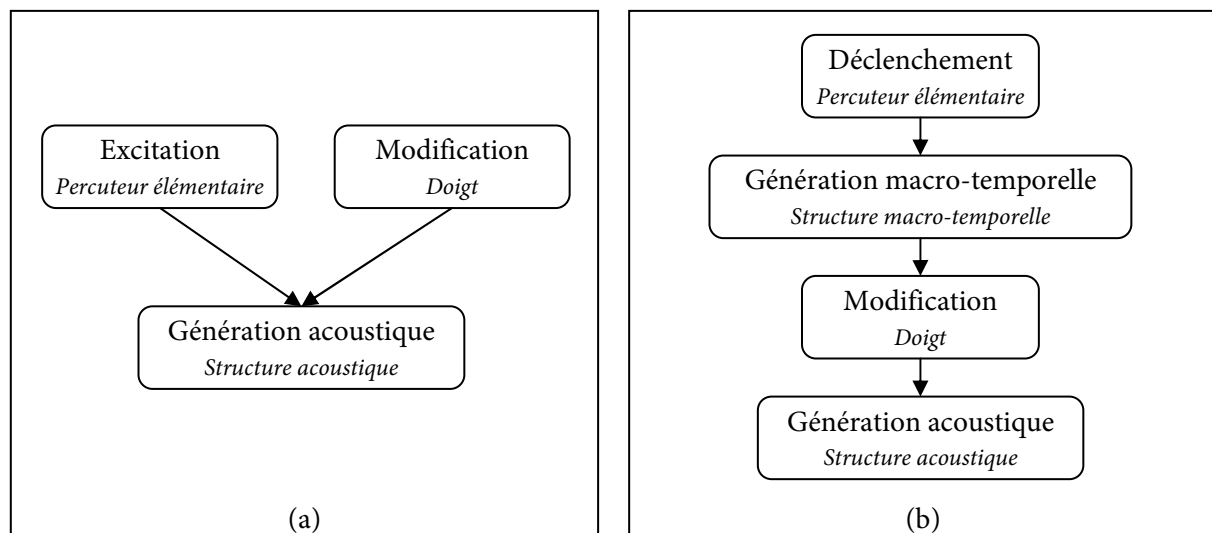 Excitation
Percuteur élémentaire
Modification
Doigt
Génération acoustique
Structure acoustique
(a)
Déclenchement
Percuteur élémentaire
Génération macro-temporelle
Structure macro-temporelle
Modification
Doigt
Génération acoustique
Structure acoustique
(b)